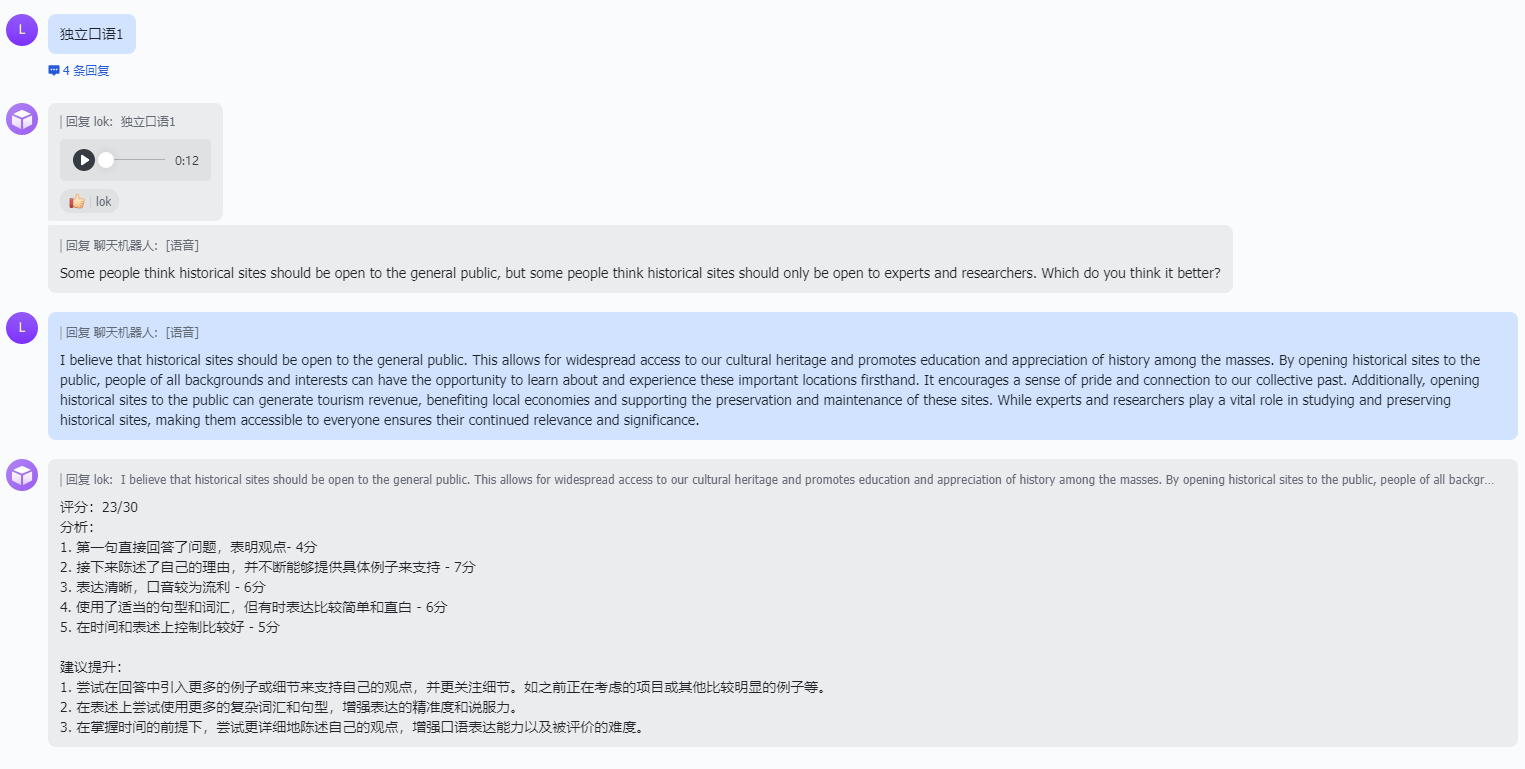 L
独立口语1
4 条回复
| 回复 lok: 独立口语1
0:12
lok
| 回复 聊天机器人: [语音]
Some people think historical sites should be open to the general public, but some people think historical sites should only be open to experts and researchers. Which do you think it better?
L
| 回复 聊天机器人: [语音]
I believe that historical sites should be open to the general public. This allows for widespread access to our cultural heritage and promotes education and appreciation of history among the masses. By opening historical sites to the
public, people of all backgrounds and interests can have the opportunity to learn about and experience these important locations firsthand. It encourages a sense of pride and connection to our collective past. Additionally, opening
historical sites to the public can generate tourism revenue, benefiting local economies and supporting the preservation and maintenance of these sites. While experts and researchers play a vital role in studying and preserving
historical sites, making them accessible to everyone ensures their continued relevance and significance.
| 回复 lok: I believe that historical sites should be open to the general public. This allows for widespread access to our cultural heritage and promotes education and appreciation of history among the masses. By opening historical sites to the public, people of all backgr...
评分：23/30
分析：
1. 第一句直接回答了问题，表明观点- 4分
2. 接下来陈述了自己的理由，并不断能够提供具体例子来支持 - 7分
3. 表达清晰，口音较为流利 - 6分
4. 使用了适当的句型和词汇，但有时表达比较简单和直白 - 6分
5. 在时间和表述上控制比较好 - 5分
建议提升：
1. 尝试在回答中引入更多的例子或细节来支持自己的观点，并更关注细节。如之前正在考虑的项目或其他比较明显的例子等。
2. 在表述上尝试使用更多的复杂词汇和句型，增强表达的精准度和说服力。
3. 在掌握时间的前提下，尝试更详细地陈述自己的观点，增强口语表达能力以及被评价的难度。